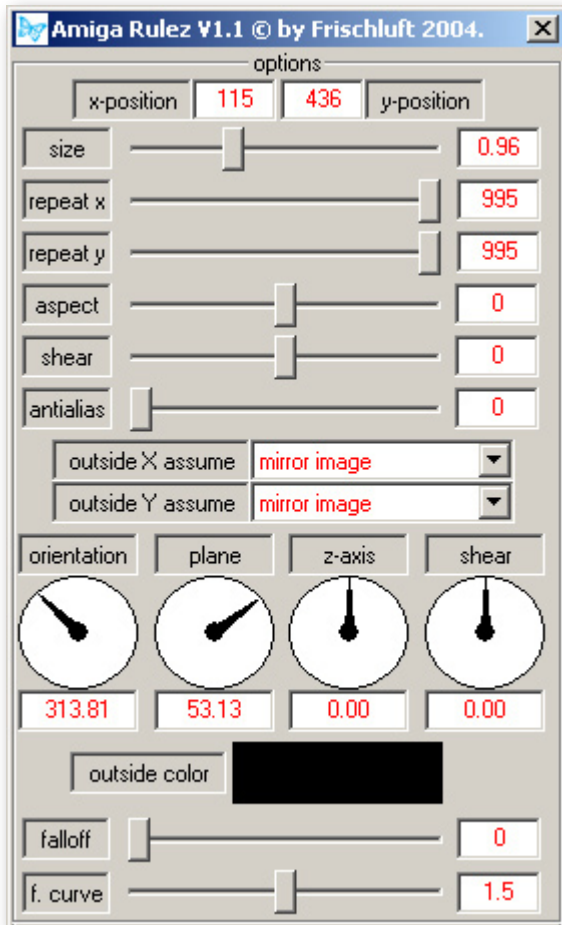 Amiga Rulez V1.1 © by Frischluft 2004.
options
x-position 115 436 y-position
size 0.96
repeat x 995
repeat y 995
aspect 0
shear 0
antialias 0
outside X assume mirror image
outside Y assume mirror image
orientation plane z-axis shear
313.81 53.13 0.00 0.00
outside color
falloff 0
f. curve 1.5